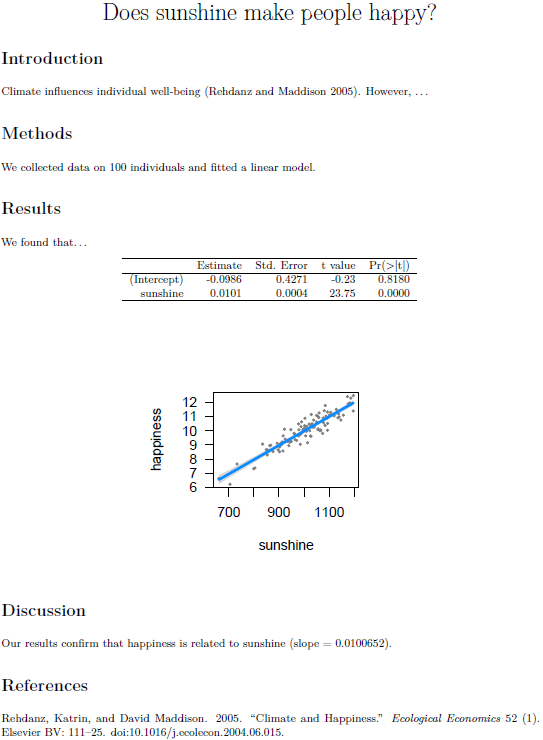 Does sunshine make people happy?
Introduction
Climate influences individual well-being (Rehdanz and Maddison 2005). However, …
Methods
We collected data on 100 individuals and fitted a linear model.
Results
We found that…
Estimate Std. Error t value Pr(>|t|)
(Intercept) -0.0986 0.4271 -0.23 0.8180
sunshine 0.0101 0.0004 23.75 0.0000
12
11
10
9
8
7
6
happiness
700 900 1100
sunshine
Discussion
Our results confirm that happiness is related to sunshine (slope = 0.0100652).
References
Rehdanz, Katrin, and David Maddison. 2005. “Climate and Happiness.” Ecological Economics 52 (1).
Elsevier BV: 111–25. doi:10.1016/j.ecolecon.2004.06.015.